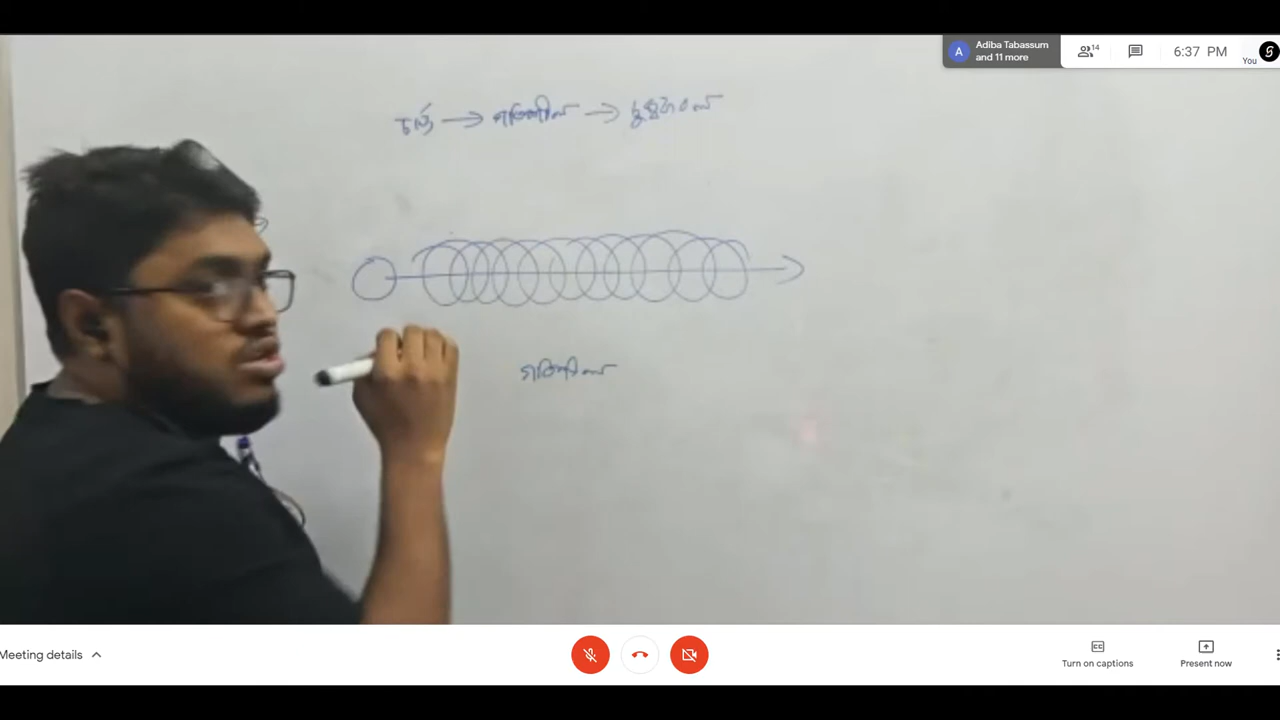 Adiba Tabassum
and 11 more
14
6:37 PM
You
চার্জ → গতিশীল → চুম্বকত্ব
গতিশীল
Meeting details
Turn on captions
Present now